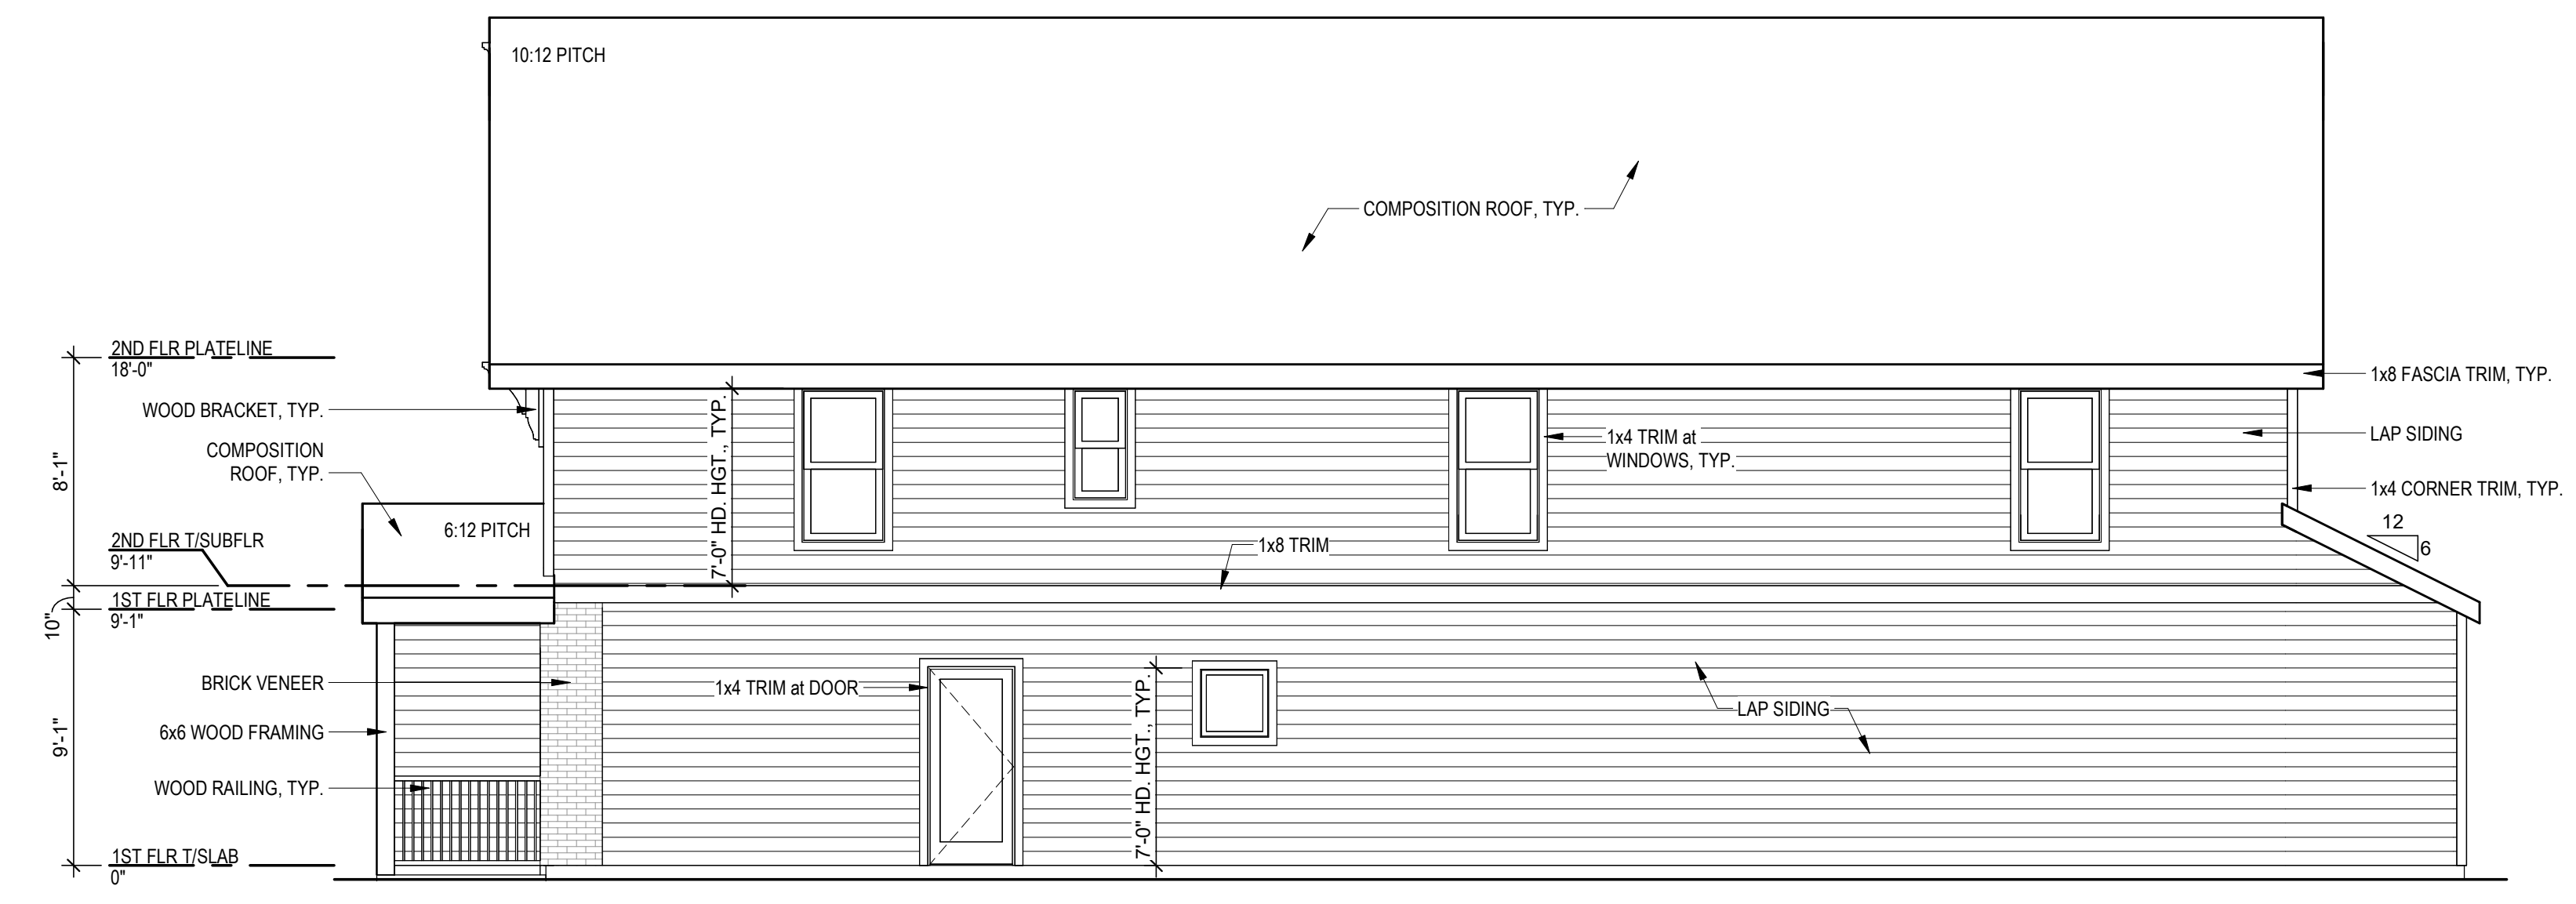 10:12 PITCH
COMPOSITION ROOF, TYP.
2ND FLR PLATELINE
18'-0"
1x8 FASCIA TRIM, TYP.
WOOD BRACKET, TYP.
7'-0" HD. HGT., TYP.
1x4 TRIM at
WINDOWS, TYP.
LAP SIDING
COMPOSITION
ROOF, TYP.
8'-1"
1x4 CORNER TRIM, TYP.
12
6
6:12 PITCH
2ND FLR T/SUBFLR
9'-11"
1x8 TRIM
1ST FLR PLATELINE
9'-1"
10"
BRICK VENEER
1x4 TRIM at DOOR
7'-0" HD. HGT., TYP.
LAP SIDING
6x6 WOOD FRAMING
9'-1"
WOOD RAILING, TYP.
1ST FLR T/SLAB
0"